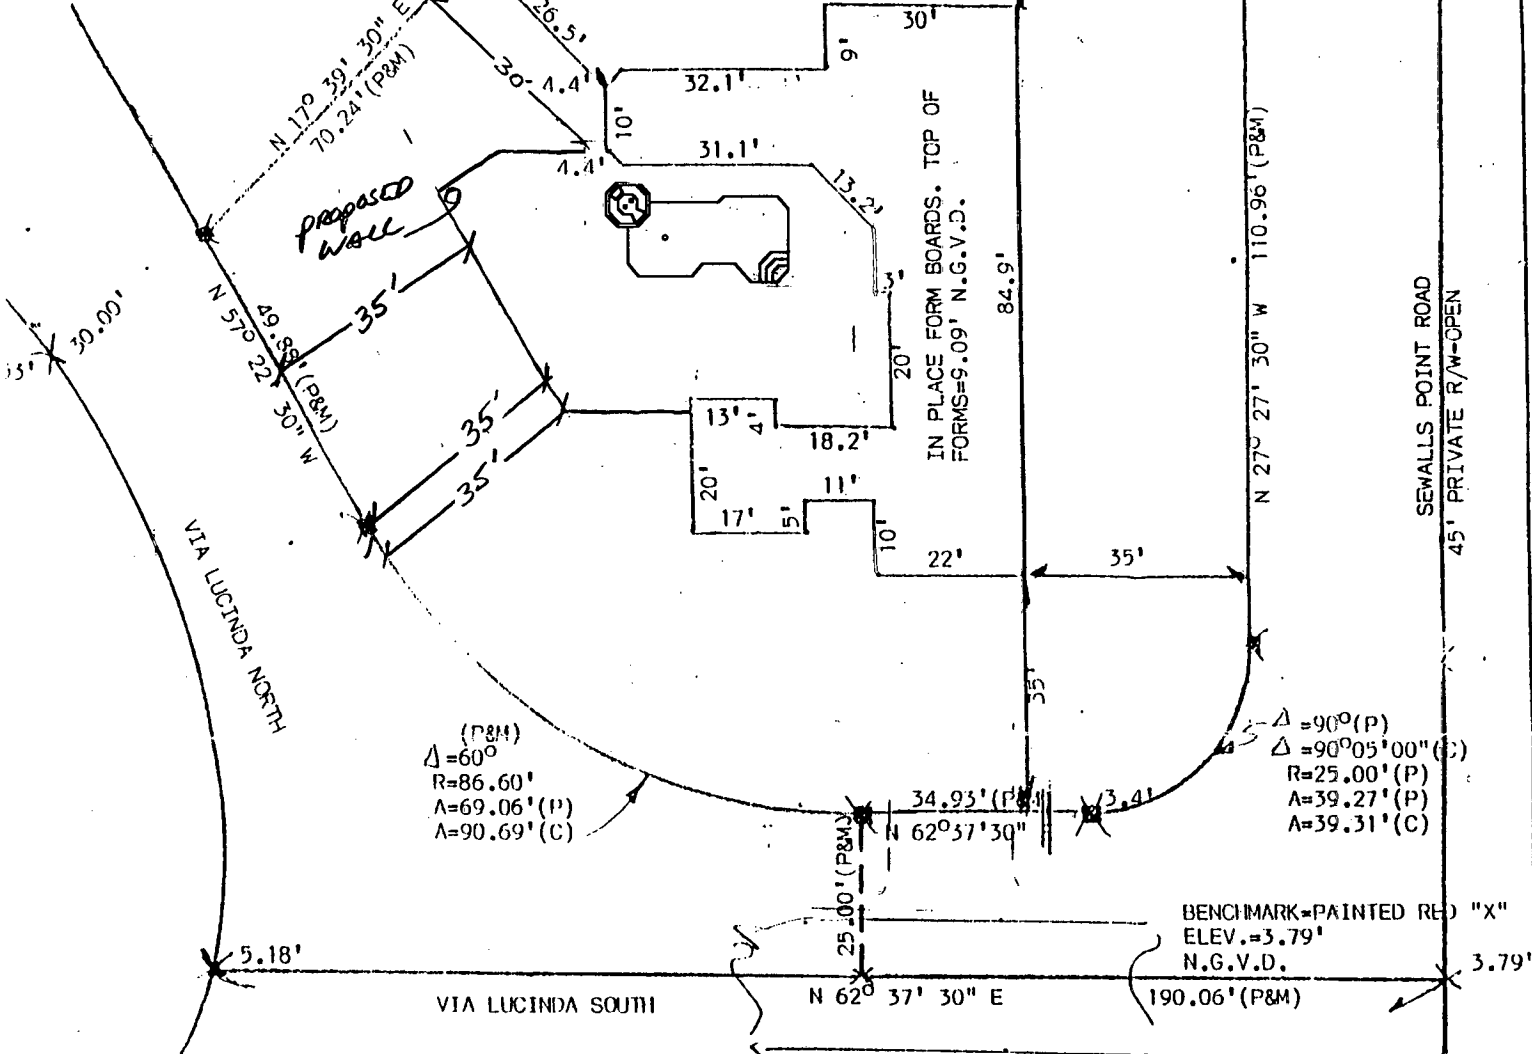 26.5'
30'
9'
N 17° 39' 30" E
70.24' (P&M)
30'
4.4'
32.1'
10'
4.4'
31.1'
13.2'
3'
20'
PROPOSED
WALL
35'
30.00'
N 57° 22' 30" W
49.89' (P&M)
35'
35'
13'
4'
18.2'
20'
17'
5'
11'
10'
22'
35'
IN PLACE FORM BOARDS. TOP OF
FORMS=9.09' N.G.V.D.
84.9'
35'
N 27° 27' 30" W 110.96' (P&M)
SEWALLS POINT ROAD
45' PRIVATE R/W-OPEN
VIA LUCINDA NORTH
(P&M)
Δ=60°
R=86.60'
A=69.06'(P)
A=90.69'(C)
Δ=90°(P)
Δ=90°05'00"(C)
R=25.00'(P)
A=39.27'(P)
A=39.31'(C)
34.93'(P&M)
3.4'
N 62°37'30"
25.00'(P&M)
BENCHMARK=PAINTED RED "X"
ELEV.=3.79'
N.G.V.D.
3.79'
5.18'
VIA LUCINDA SOUTH
N 62° 37' 30" E
190.06'(P&M)